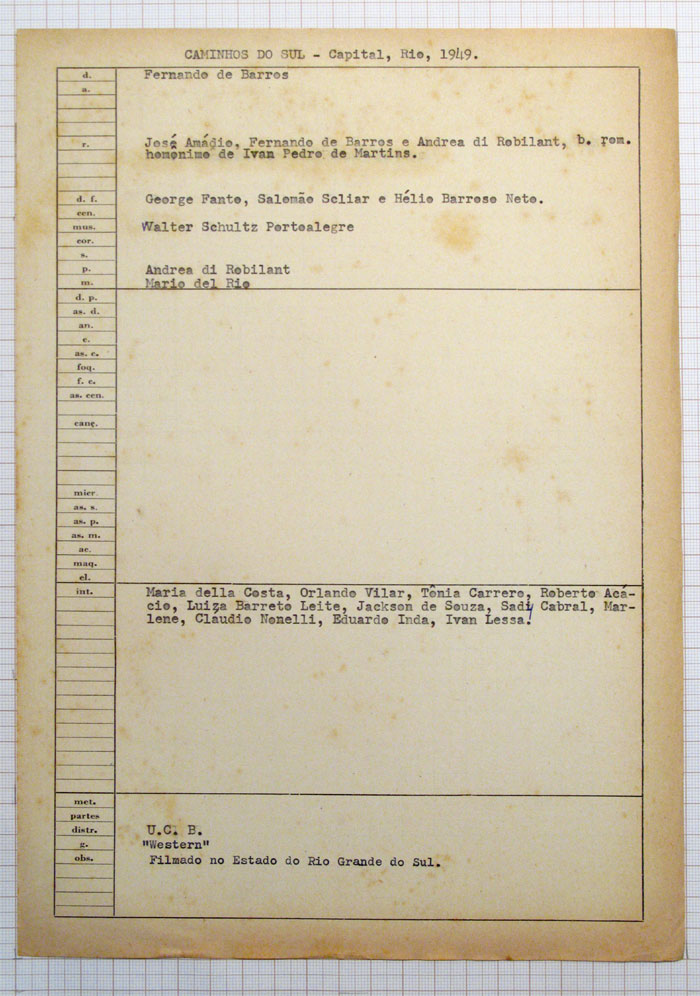 CAMINHOS DO SUL - Capital, Rio, 1949.
d. Fernando de Barros
a.
r. José Amádio, Fernando de Barros e Andrea di Robilant, b. rom.
homonimo de Ivan Pedro de Martins.
d. f. George Fanto, Salomão Scliar e Hélio Barroso Neto.
cen.
mus. Walter Schultz Portoalegre
cor.
s.
p. Andrea di Robilant
m. Mario del Rio
d. p.
as. d.
an.
e.
as. e.
foq.
f. c.
as. cen.
canç.
micr
as. s.
as. p.
as. m.
ac.
maq.
el.
int. Maria della Costa, Orlando Vilar, Tônia Carrero, Roberto Acá-
cio, Luiza Barreto Leite, Jackson de Souza, Sady Cabral, Mar-
lene, Claudio Nonelli, Eduardo Inda, Ivan Lessa.
met.
partes
distr. U.C. B.
g. "Western"
obs. Filmado no Estado do Rio Grande do Sul.